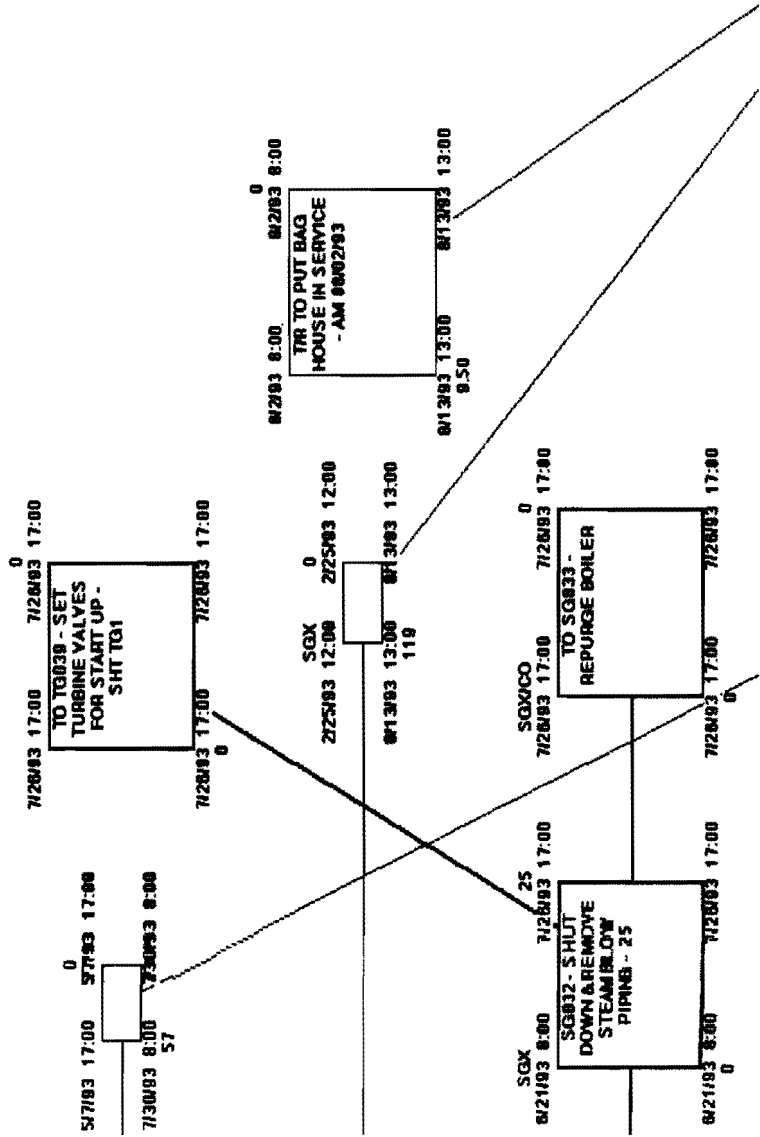 0
5/7/93 17:00 5/7/93 17:00
7/30/93 8:00 7/30/93 8:00
57
0
7/26/93 17:00 7/26/93 17:00
TO TG039 - SET
TURBINE VALVES
FOR START UP -
SHT TG1
7/26/93 17:00 7/26/93 17:00
0
0
8/2/93 8:00 8/2/93 8:00
T/R TO PUT BAG
HOUSE IN SERVICE
- AM 08/02/93
8/13/93 13:00 8/13/93 13:00
9.50
SGX 0
2/25/93 12:00 2/25/93 12:00
8/13/93 13:00 8/13/93 13:00
119
SGX 25
6/21/93 8:00 7/26/93 17:00
SG032 - SHUT
DOWN & REMOVE
STEAM BLOW
PIPING - 25
6/21/93 8:00 7/26/93 17:00
0
SGX/CO 0
7/26/93 17:00 7/26/93 17:00
TO SG033 -
REPURGE BOILER
7/26/93 17:00 7/26/93 17:00
0